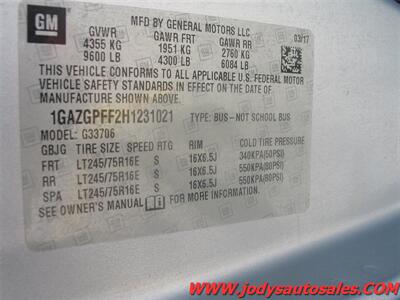 GM
MFD BY GENERAL MOTORS LLC
GVWR GAWR FRT GAWR RR 03/17
4355 KG 1951 KG 2760 KG
9600 LB 4300 LB 6084 LB
THIS VEHICLE CONFORMS TO ALL APPLICABLE U.S. FEDERAL MOTOR
VEHICLE SAFETY STANDARDS IN EFFECT ON THE DATE OF
MANUFACTURE SHOWN ABOVE.
1GAZGPFF2H1231021 TYPE: BUS–NOT SCHOOL BUS
MODEL: G33706
GBJG TIRE SIZE SPEED RTG RIM COLD TIRE PRESSURE
FRT LT245/75R16E S 16X6.5J 340KPA(50PSI)
RR LT245/75R16E S 16X6.5J 550KPA(80PSI)
SPA LT245/75R16E S 16X6.5J 550KPA(80PSI)
SEE OWNER'S MANUAL FOR MORE INFORMATION.
www.jodysautosales.com